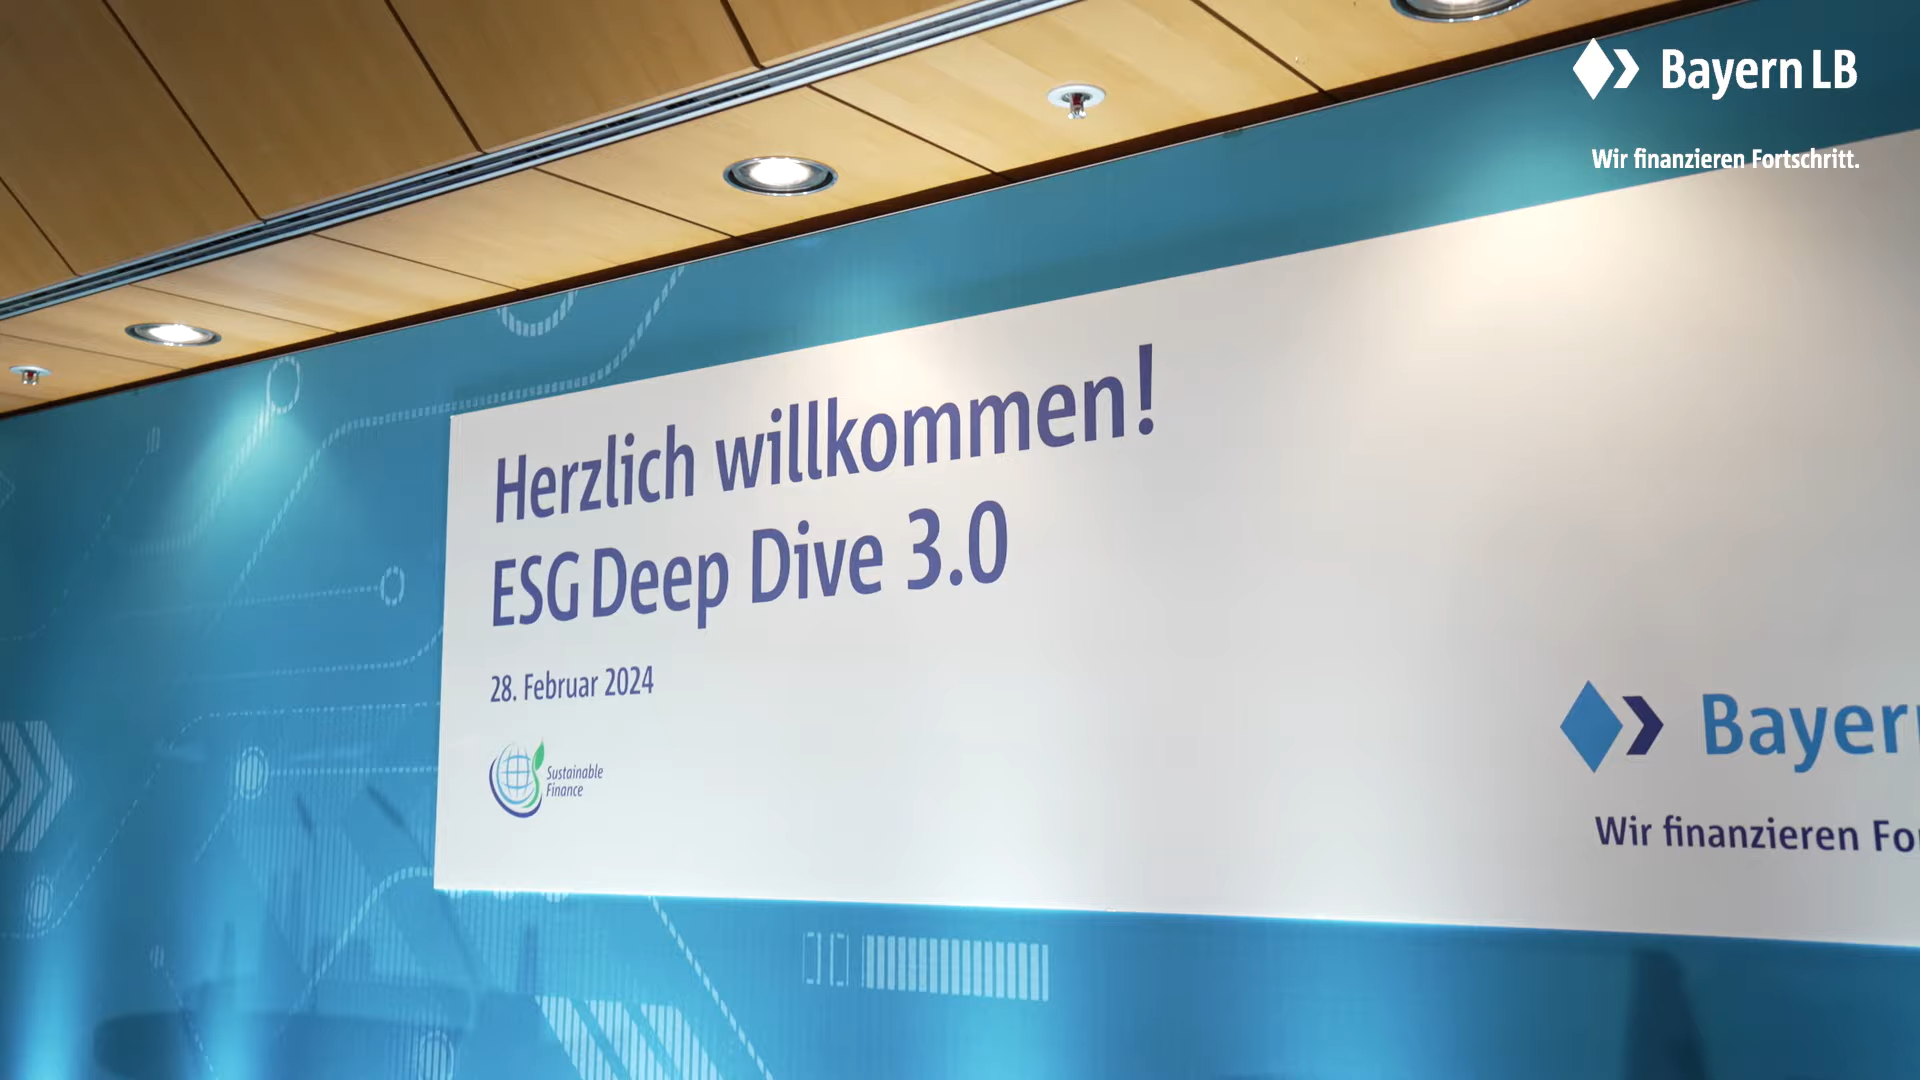 BayernLB
Wir finanzieren Fortschritt.
Herzlich willkommen!
ESG Deep Dive 3.0
28. Februar 2024
Sustainable
Finance
Bayer
Wir finanzieren Fo